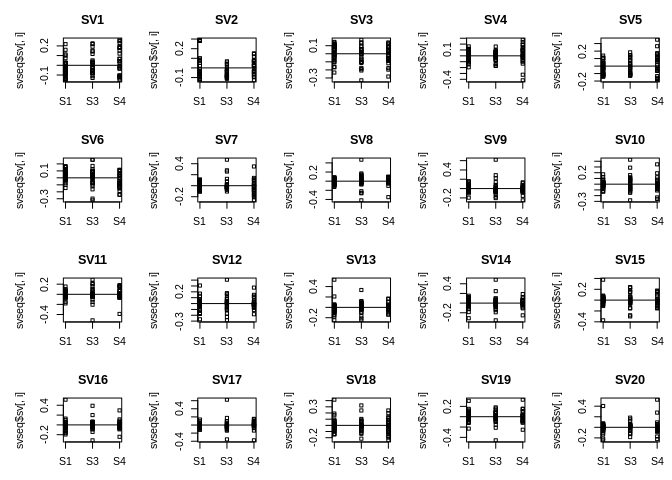 SV1 SV2 SV3 SV4 SV5
svseq$sv[, i] -0.1 0.2 svseq$sv[, i] -0.1 0.2 svseq$sv[, i] -0.3 0.1 svseq$sv[, i] -0.4 0.1 svseq$sv[, i] -0.2 0.2
S1 S3 S4 S1 S3 S4 S1 S3 S4 S1 S3 S4 S1 S3 S4
SV6 SV7 SV8 SV9 SV10
svseq$sv[, i] -0.3 0.1 svseq$sv[, i] -0.2 0.4 svseq$sv[, i] -0.4 0.2 svseq$sv[, i] -0.2 0.4 svseq$sv[, i] -0.2 0.3
S1 S3 S4 S1 S3 S4 S1 S3 S4 S1 S3 S4 S1 S3 S4
SV11 SV12 SV13 SV14 SV15
svseq$sv[, i] -0.4 0.2 svseq$sv[, i] -0.3 0.2 svseq$sv[, i] -0.2 0.4 svseq$sv[, i] -0.2 0.4 svseq$sv[, i] -0.4 0.2
S1 S3 S4 S1 S3 S4 S1 S3 S4 S1 S3 S4 S1 S3 S4
SV16 SV17 SV18 SV19 SV20
svseq$sv[, i] -0.2 0.4 svseq$sv[, i] -0.4 0.4 svseq$sv[, i] -0.2 0.3 svseq$sv[, i] -0.4 0.2 svseq$sv[, i] -0.2 0.4
S1 S3 S4 S1 S3 S4 S1 S3 S4 S1 S3 S4 S1 S3 S4